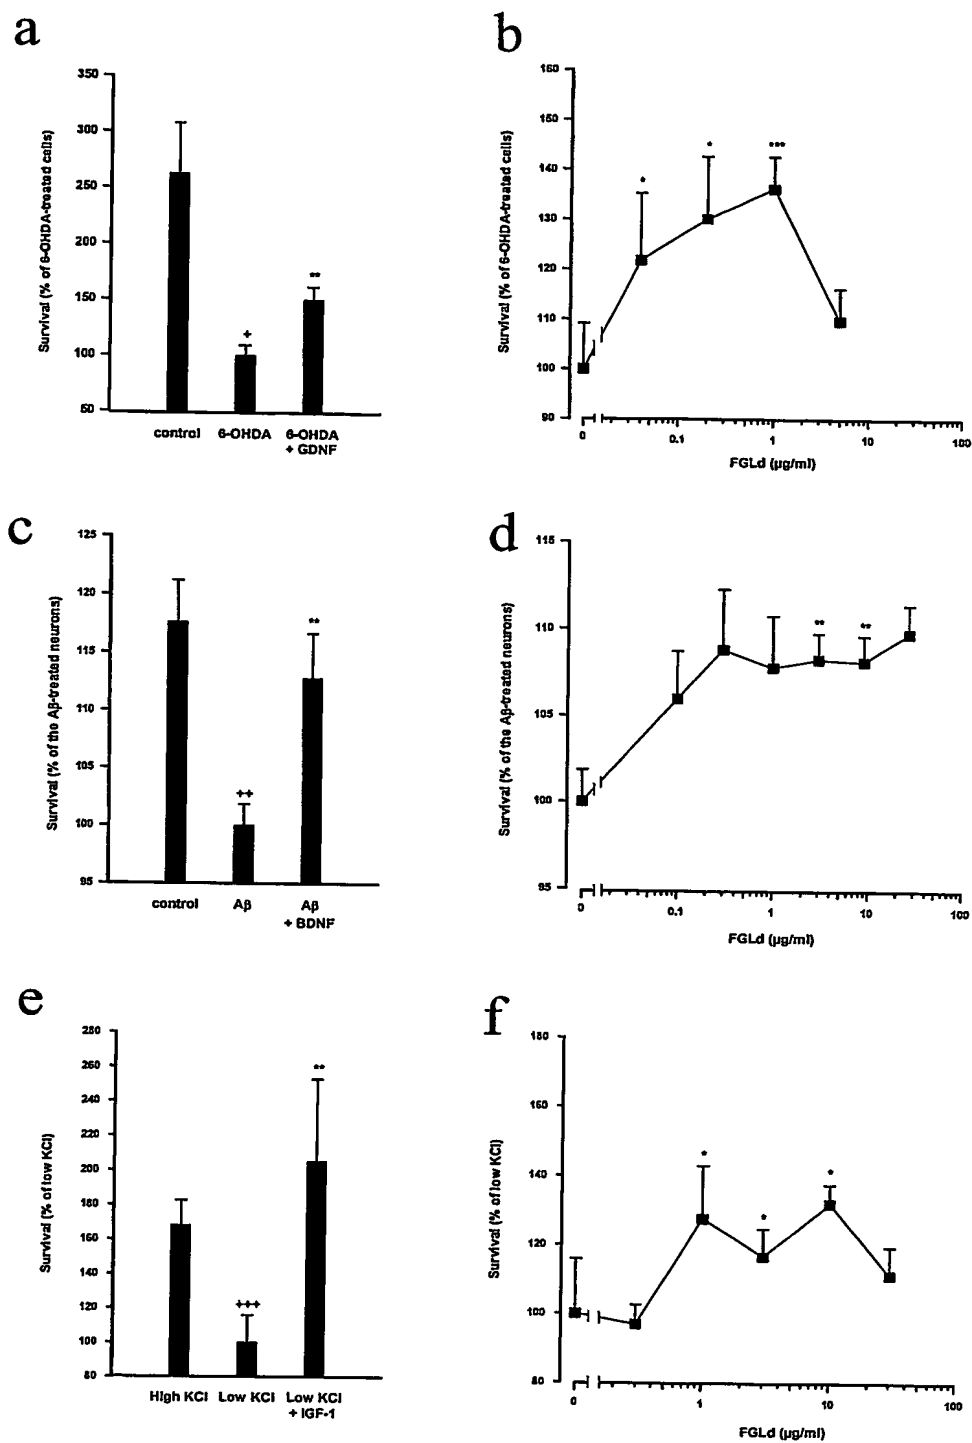 a
Survival (% of 6-OHDA-treated cells)
350
300
250
200
150
100
50
+
**
control
6-OHDA
6-OHDA
+ GDNF
b
Survival (% of 6-OHDA-treated cells)
160
150
140
130
120
110
100
90
*
*
***
0
0.1
1
10
100
FGLd (µg/ml)
c
Survival (% of the Aβ-treated neurons)
125
120
115
110
105
100
95
++
**
control
Aβ
Aβ
+ BDNF
d
Survival (% of the Aβ-treated neurons)
115
110
105
100
95
**
**
0
0.1
1
10
100
FGLd (µg/ml)
e
Survival (% of low KCl)
280
260
240
220
200
180
160
140
120
100
80
+++
**
High KCl
Low KCl
Low KCl
+ IGF-1
f
Survival (% of low KCl)
180
160
140
120
100
80
*
*
*
0
1
10
100
FGLd (µg/ml)